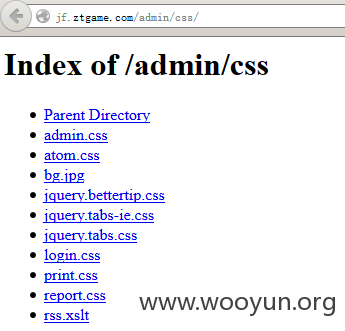 jf.ztgame.com/admin/css/
Index of /admin/css
Parent Directory
admin.css
atom.css
bg.jpg
jquery.bettertip.css
jquery.tabs-ie.css
jquery.tabs.css
login.css
print.css
report.css
rss.xslt
www.wooyun.org